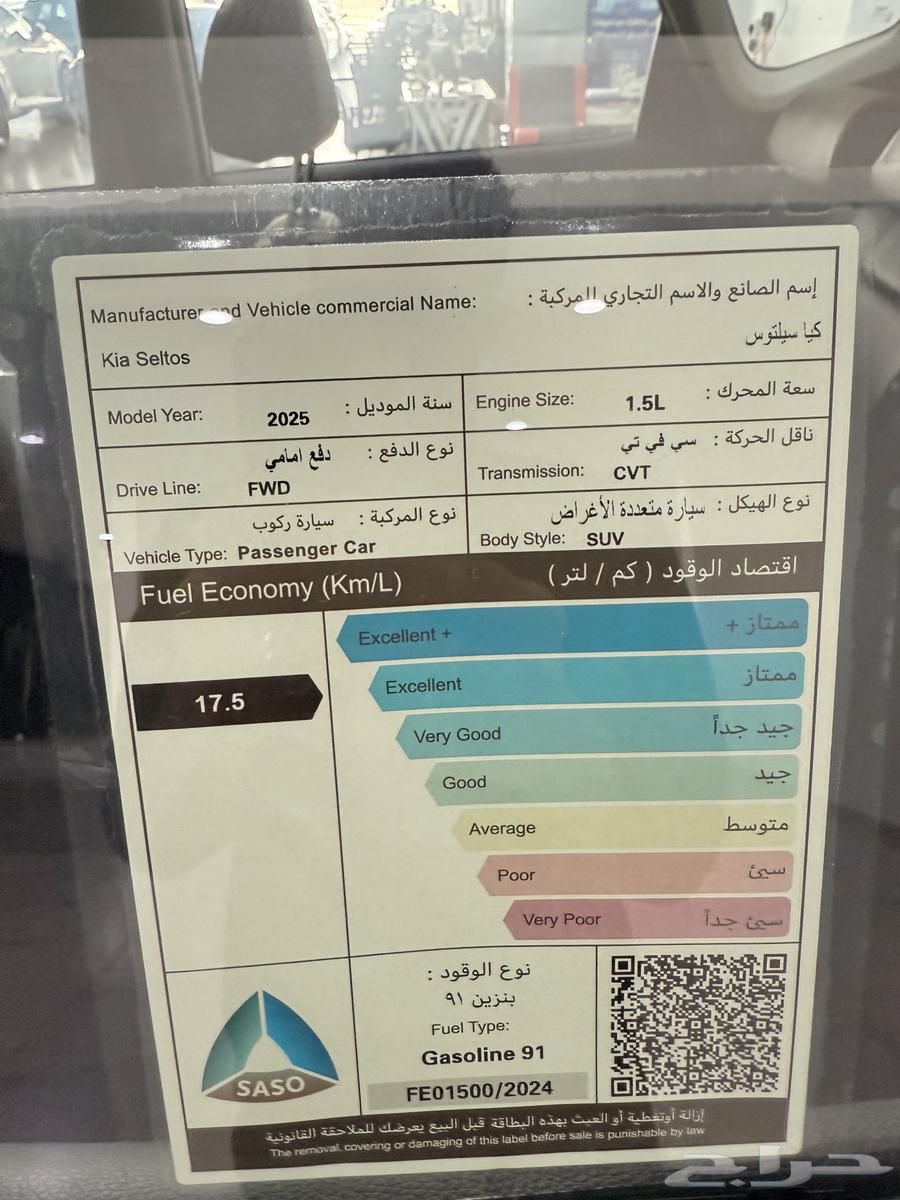 Manufacturer and Vehicle commercial Name: إسم الصانع والاسم التجاري للمركبة :
Kia Seltos كيا سيلتوس
Model Year: 2025 سنة الموديل :
Engine Size: 1.5L سعة المحرك :
Drive Line: FWD دفع امامي نوع الدفع :
Transmission: CVT سي في تي ناقل الحركة :
Vehicle Type: Passenger Car سيارة ركوب نوع المركبة :
Body Style: SUV سيارة متعددة الأغراض نوع الهيكل :
Fuel Economy (Km/L) اقتصاد الوقود ( كم / لتر )
Excellent + ممتاز +
17.5
Excellent ممتاز
Very Good جيد جداً
Good جيد
Average متوسط
Poor سيئ
Very Poor سيئ جداً
SASO
نوع الوقود :
بنزين ٩١
Fuel Type:
Gasoline 91
FE01500/2024
إزالة أوتغطية أو العبث بهذه البطاقة قبل البيع يعرضك للملاحقة القانونية
The removal, covering or damaging of this label before sale is punishable by law
حراج